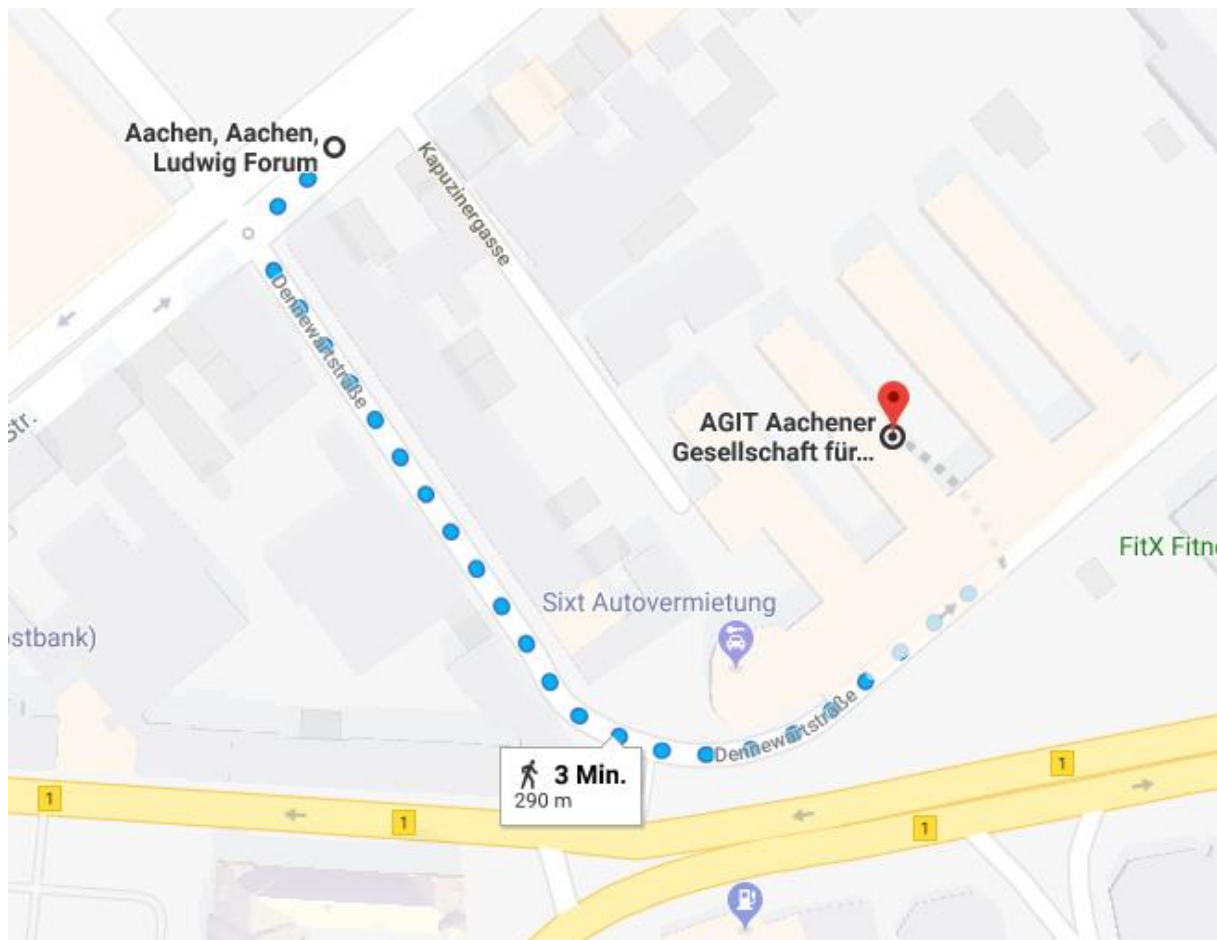 Aachen, Aachen,
Ludwig Forum
Kapuzinergasse
Dennewartstraße
Str.
AGIT Aachener
Gesellschaft für...
FitX Fitn
Sixt Autovermietung
stbank)
Dennewartstraße
3 Min.
290 m
1
1
1
1